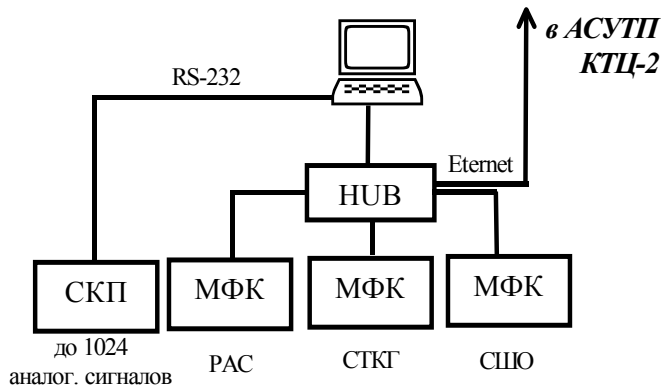 в АСУТП
КТЦ-2
RS-232
Eternet
HUB
СКП
МФК
МФК
МФК
до 1024
аналог. сигналов
РАС
СТКГ
СШО